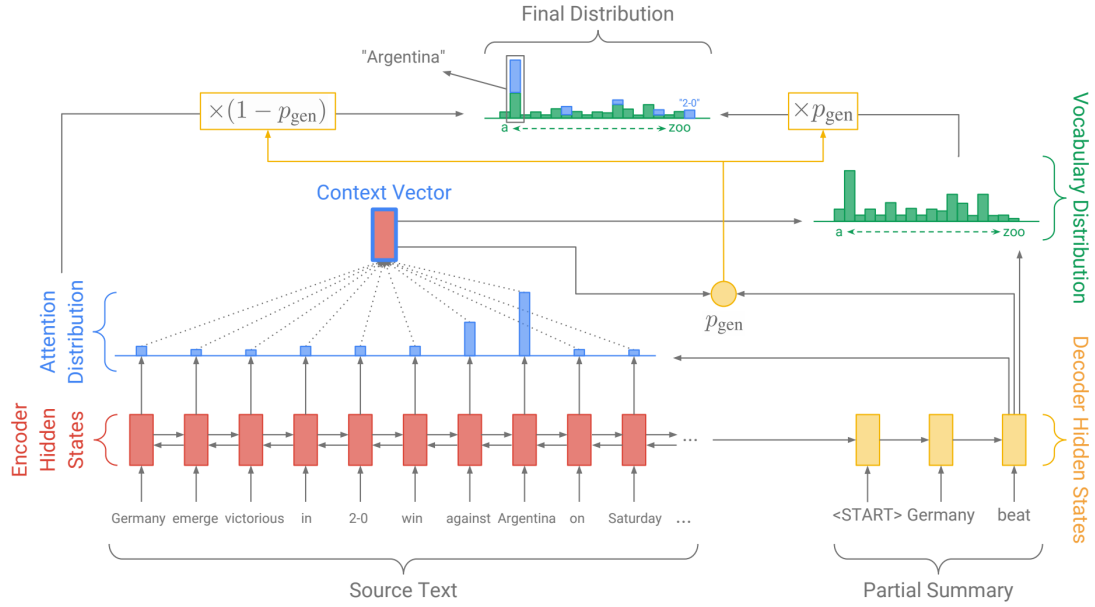 Final Distribution
"Argentina"
×(1 − p_gen)
"2-0"
×p_gen
a
zoo
Context Vector
Vocabulary Distribution
a
zoo
Attention
Distribution
p_gen
Encoder
Hidden
States
...
Decoder Hidden States
Germany emerge victorious in 2-0 win against Argentina on Saturday ...
<START> Germany beat
Source Text
Partial Summary